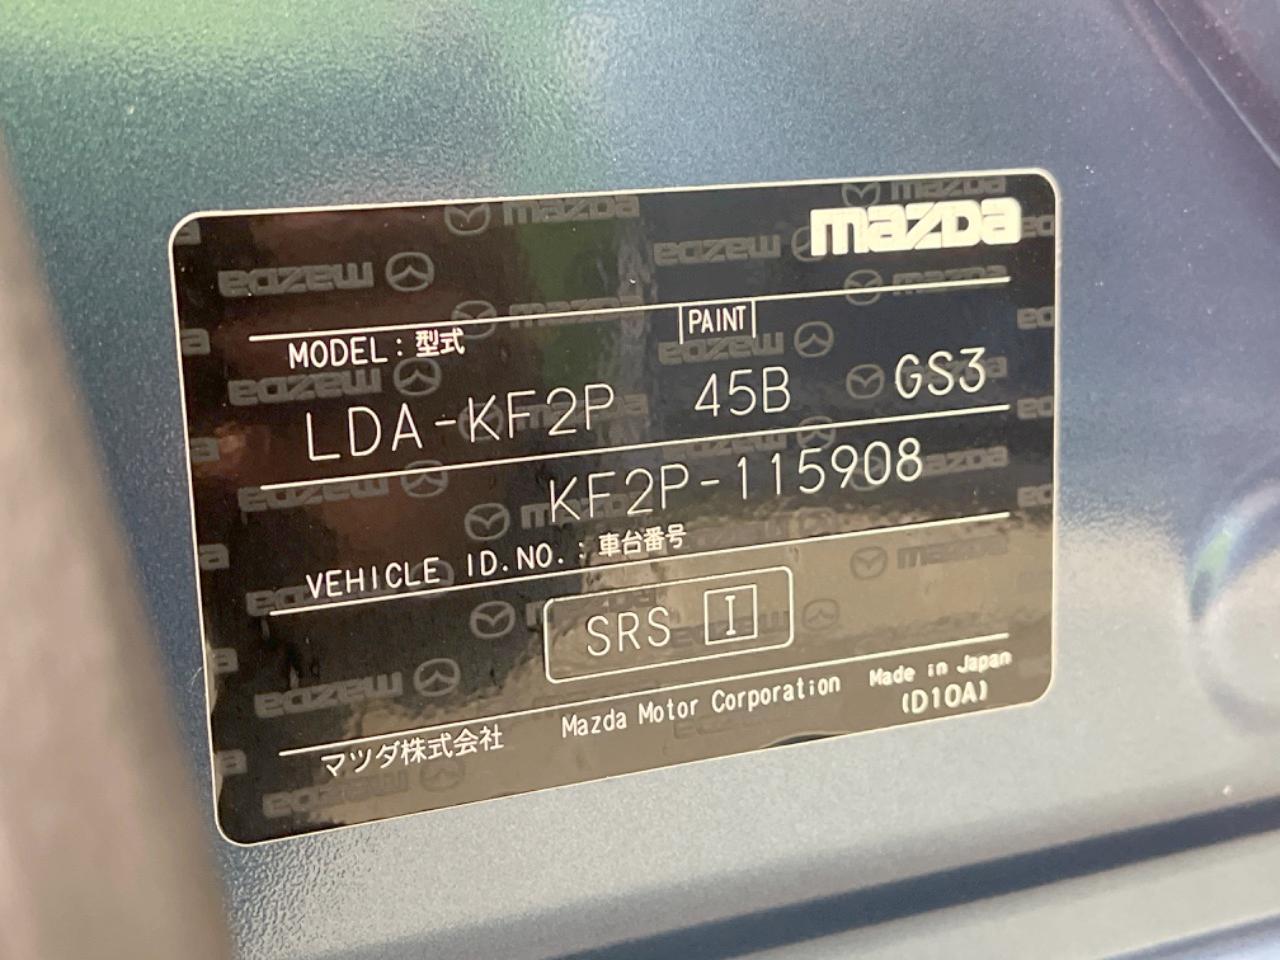 mazda
PAINT
MODEL：型式
LDA-KF2P 45B GS3
KF2P-115908
VEHICLE ID.NO.：車台番号
SRS I
マツダ株式会社 Mazda Motor Corporation Made in Japan
(D10A)